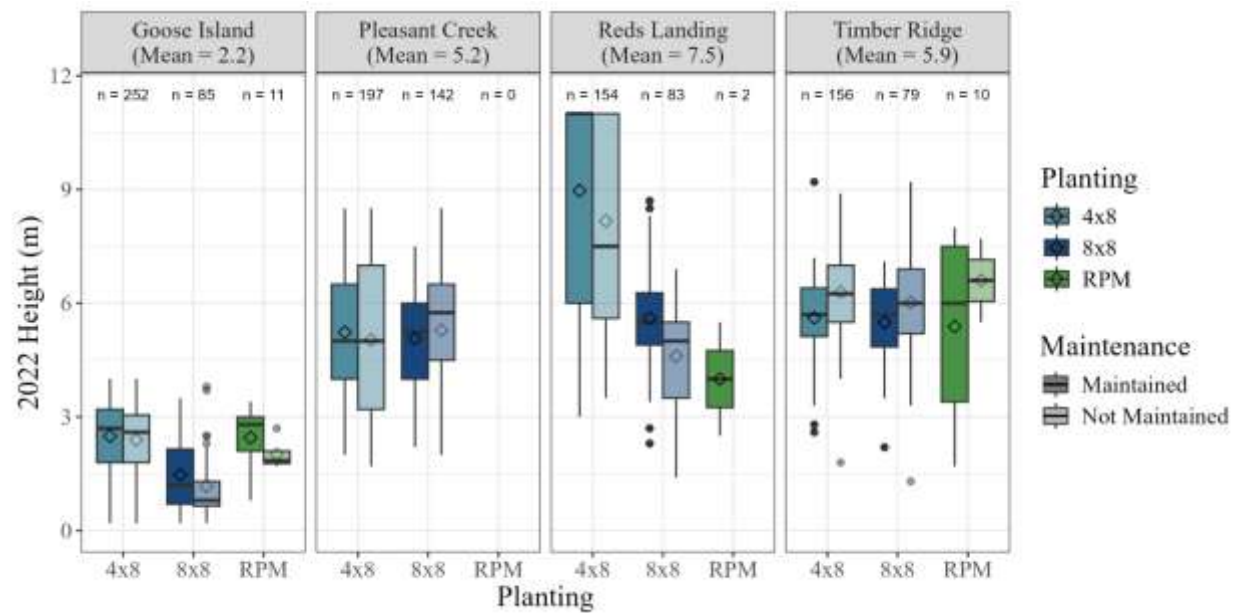 Goose Island
(Mean = 2.2)
Pleasant Creek
(Mean = 5.2)
Reds Landing
(Mean = 7.5)
Timber Ridge
(Mean = 5.9)
12
9
6
3
0
2022 Height (m)
n = 252 n = 85 n = 11
n = 197 n = 142 n = 0
n = 154 n = 83 n = 2
n = 156 n = 79 n = 10
4x8 8x8 RPM
4x8 8x8 RPM
4x8 8x8 RPM
4x8 8x8 RPM
Planting
Planting
4x8
8x8
RPM
Maintenance
Maintained
Not Maintained